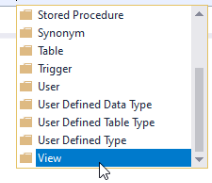 Stored Procedure
Synonym
Table
Trigger
User
User Defined Data Type
User Defined Table Type
User Defined Type
View